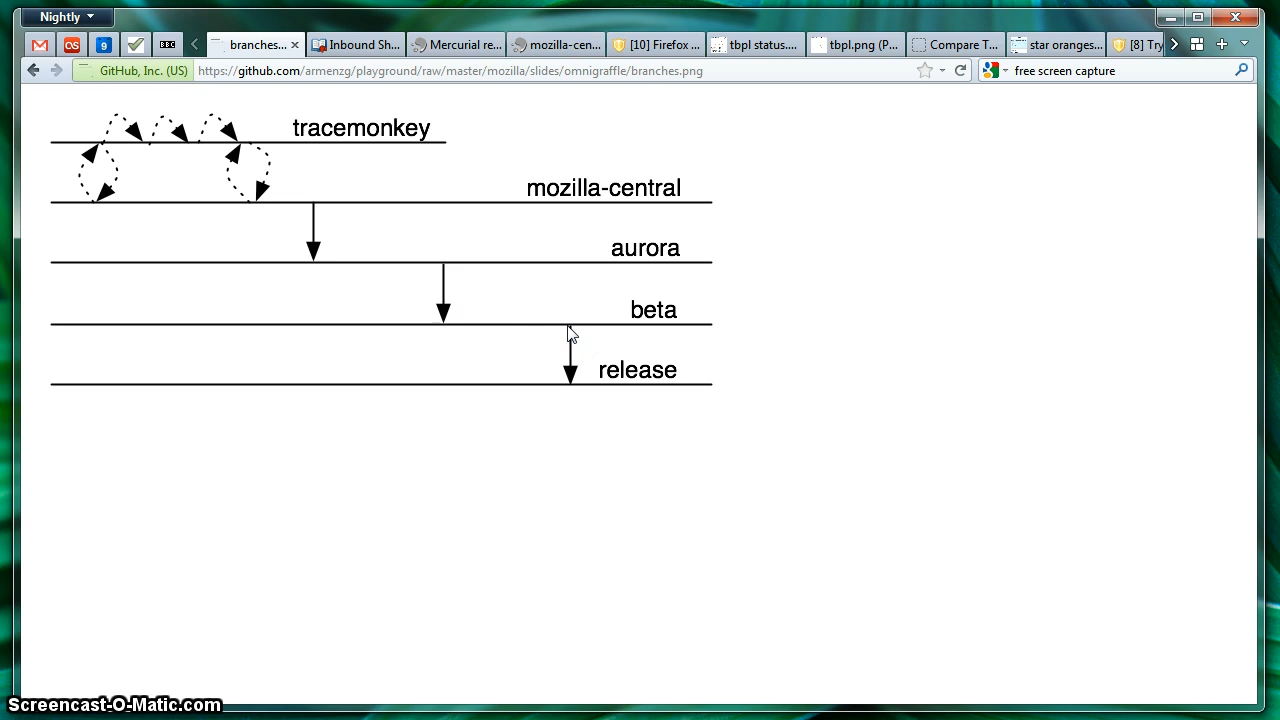 Nightly
branches...
Inbound Sh...
Mercurial re...
mozilla-cen...
[10] Firefox ...
tbpl status....
tbpl.png (P...
Compare T...
star oranges...
[8] Try
GitHub, Inc. (US)
https://github.com/armenzg/playground/raw/master/mozilla/slides/omnigraffle/branches.png
free screen capture
tracemonkey
mozilla-central
aurora
beta
release
Screencast-O-Matic.com